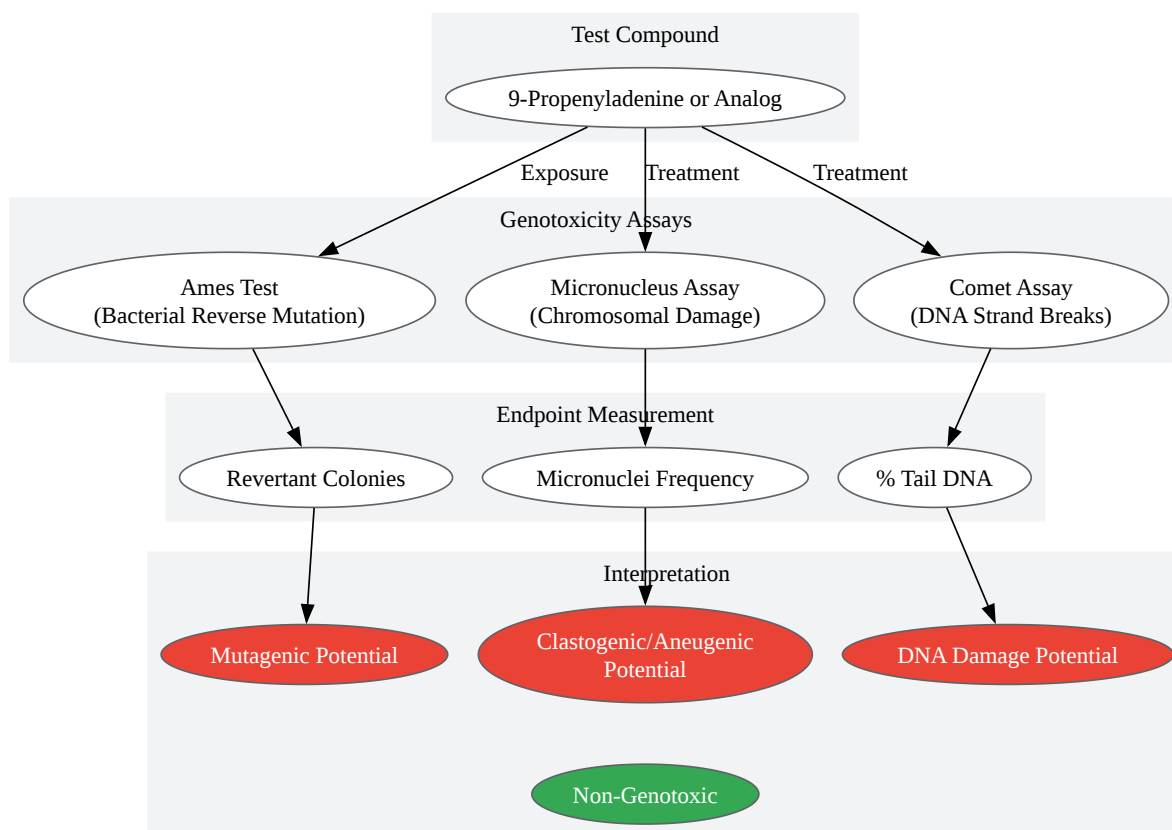 Test Compound
9-Propenyladenine or Analog
Exposure
Treatment
Treatment
Genotoxicity Assays
Ames Test
(Bacterial Reverse Mutation)
Micronucleus Assay
(Chromosomal Damage)
Comet Assay
(DNA Strand Breaks)
Endpoint Measurement
Revertant Colonies
Micronuclei Frequency
% Tail DNA
Interpretation
Mutagenic Potential
Clastogenic/Aneugenic
Potential
DNA Damage Potential
Non-Genotoxic